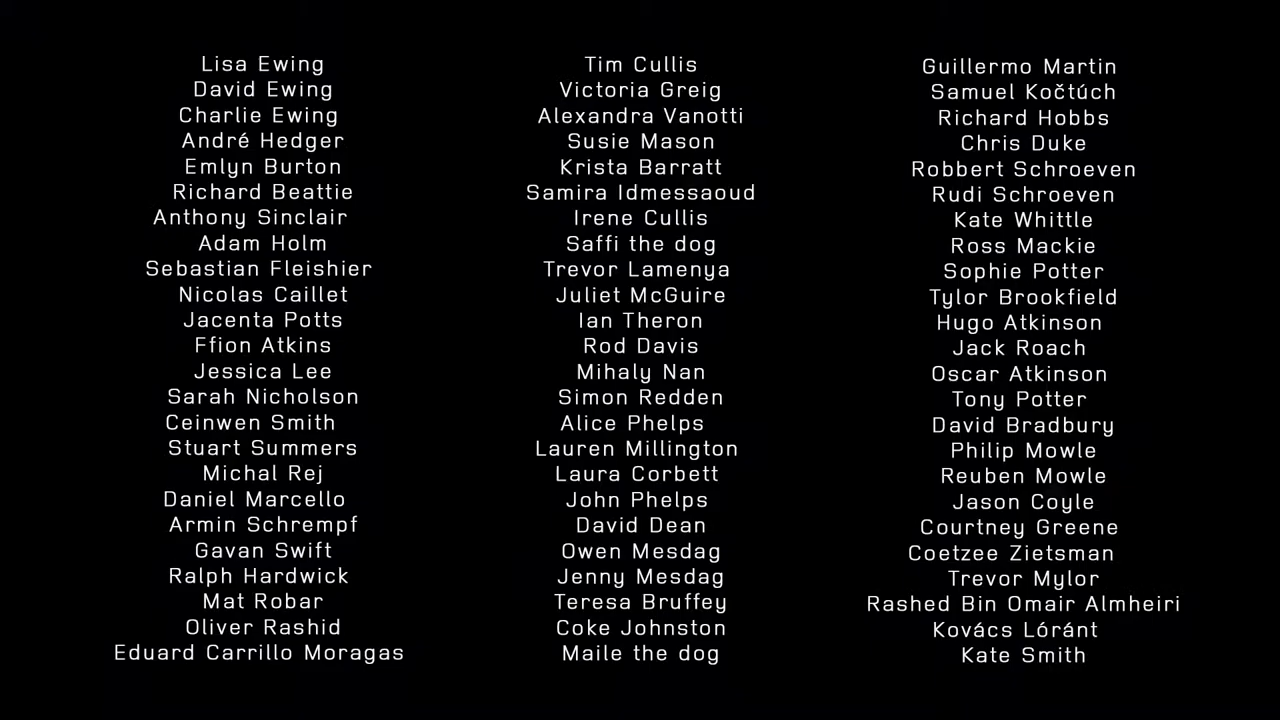 Lisa Ewing
David Ewing
Charlie Ewing
André Hedger
Emlyn Burton
Richard Beattie
Anthony Sinclair
Adam Holm
Sebastian Fleishier
Nicolas Caillet
Jacenta Potts
Ffion Atkins
Jessica Lee
Sarah Nicholson
Ceinwen Smith
Stuart Summers
Michal Rej
Daniel Marcello
Armin Schrempf
Gavan Swift
Ralph Hardwick
Mat Robar
Oliver Rashid
Eduard Carrillo Moragas
Tim Cullis
Victoria Greig
Alexandra Vanotti
Susie Mason
Krista Barratt
Samira Idmessaoud
Irene Cullis
Saffi the dog
Trevor Lamenya
Juliet McGuire
Ian Theron
Rod Davis
Mihaly Nan
Simon Redden
Alice Phelps
Lauren Millington
Laura Corbett
John Phelps
David Dean
Owen Mesdag
Jenny Mesdag
Teresa Bruffey
Coke Johnston
Maile the dog
Guillermo Martin
Samuel Kočtúch
Richard Hobbs
Chris Duke
Robbert Schroeven
Rudi Schroeven
Kate Whittle
Ross Mackie
Sophie Potter
Tylor Brookfield
Hugo Atkinson
Jack Roach
Oscar Atkinson
Tony Potter
David Bradbury
Philip Mowle
Reuben Mowle
Jason Coyle
Courtney Greene
Coetzee Zietsman
Trevor Mylor
Rashed Bin Omair Almheiri
Kovács Lóránt
Kate Smith